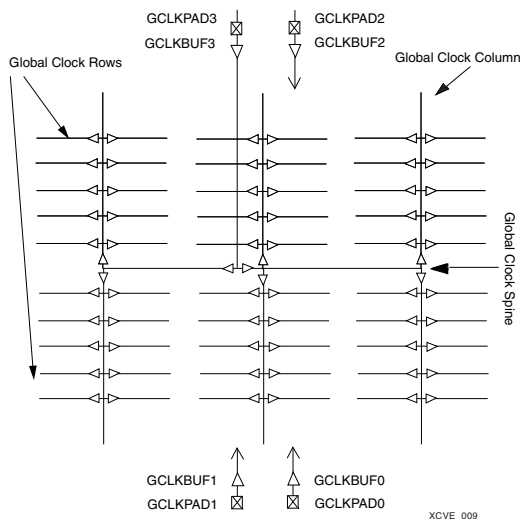 GCLKPAD3
GCLKPAD2
GCLKBUF3
GCLKBUF2
Global Clock Rows
Global Clock Column
Global Clock Spine
GCLKBUF1
GCLKBUF0
GCLKPAD1
GCLKPAD0
XCVE_009